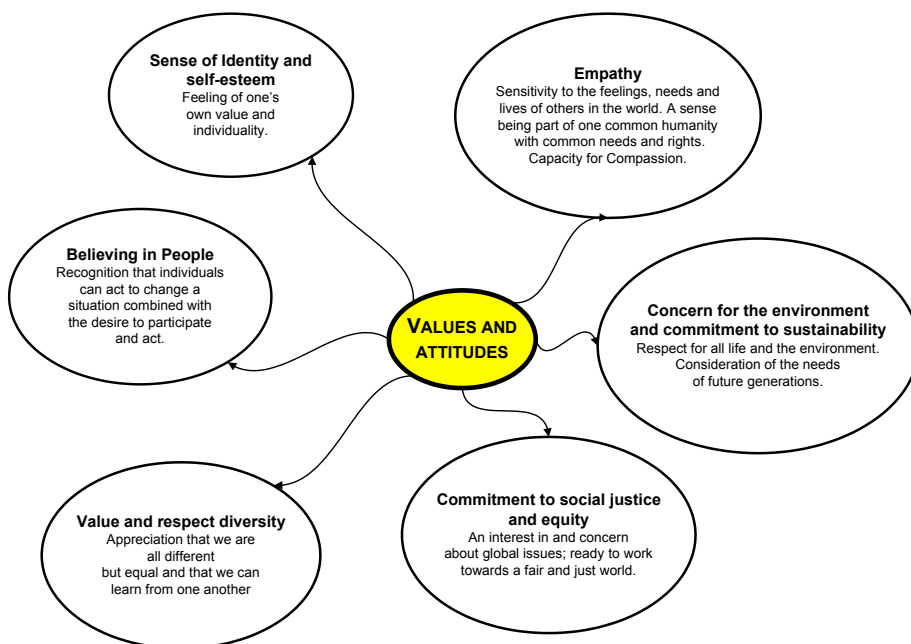 Sense of Identity and
self-esteem
Feeling of one's
own value and
individuality.
Empathy
Sensitivity to the feelings, needs and
lives of others in the world. A sense
being part of one common humanity
with common needs and rights.
Capacity for Compassion.
Believing in People
Recognition that individuals
can act to change a
situation combined with
the desire to participate
and act.
VALUES AND
ATTITUDES
Concern for the environment
and commitment to sustainability
Respect for all life and the environment.
Consideration of the needs
of future generations.
Value and respect diversity
Appreciation that we are
all different
but equal and that we can
learn from one another
Commitment to social justice
and equity
An interest in and concern
about global issues; ready to work
towards a fair and just world.